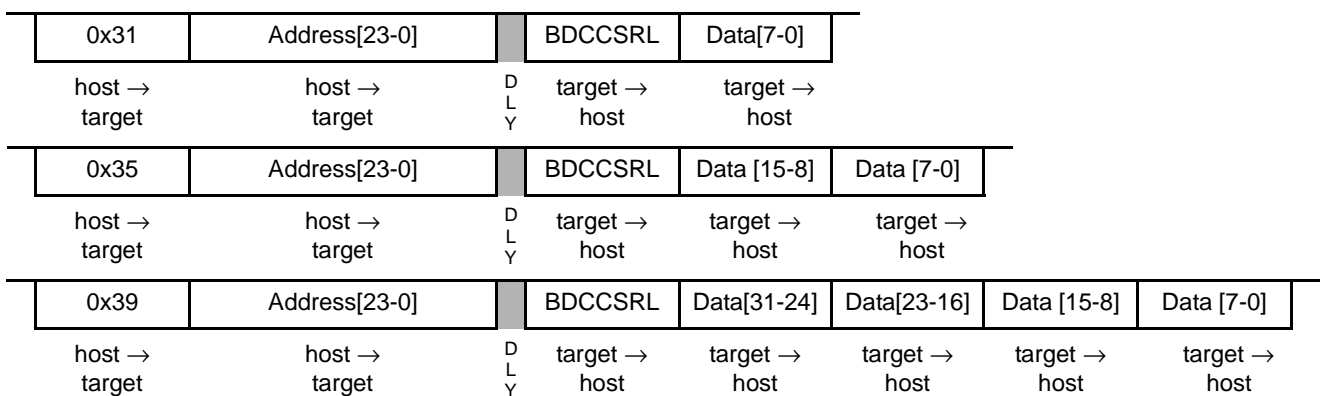 0x31 Address[23-0] BDCCSRL Data[7-0]
host → host → D target → target →
L
target target Y host host
0x35 Address[23-0] BDCCSRL Data [15-8] Data [7-0]
host → host → D target → target → target →
L
target target Y host host host
0x39 Address[23-0] BDCCSRL Data[31-24] Data[23-16] Data [15-8] Data [7-0]
host → host → D target → target → target → target → target →
L
target target Y host host host host host